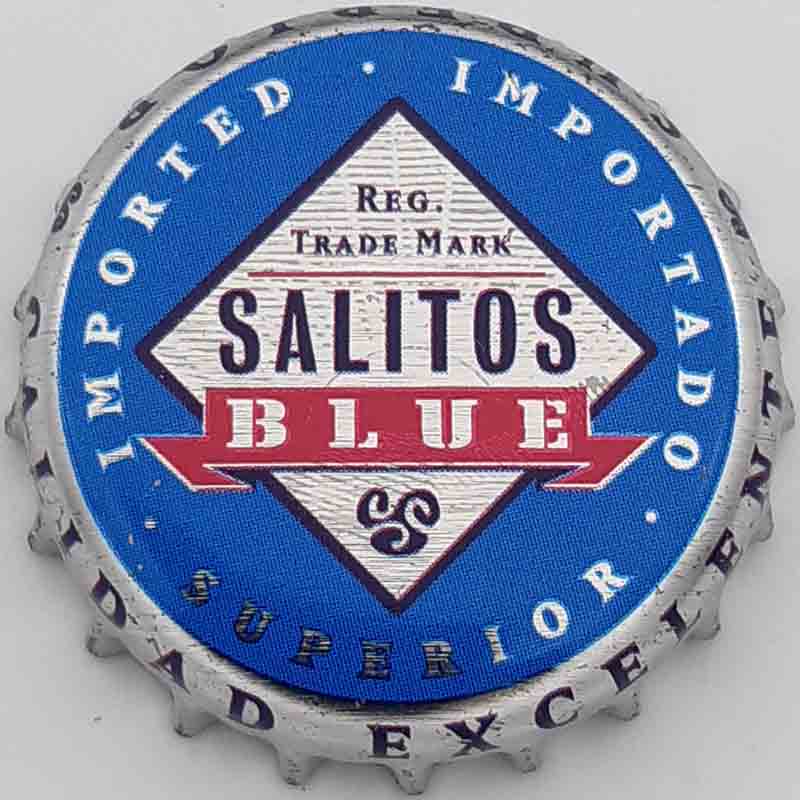 IMPORTED · IMPORTADO · SUPERIOR ·
REG.
TRADE MARK
SALITOS
BLUE
CALIDAD EXCELENTE